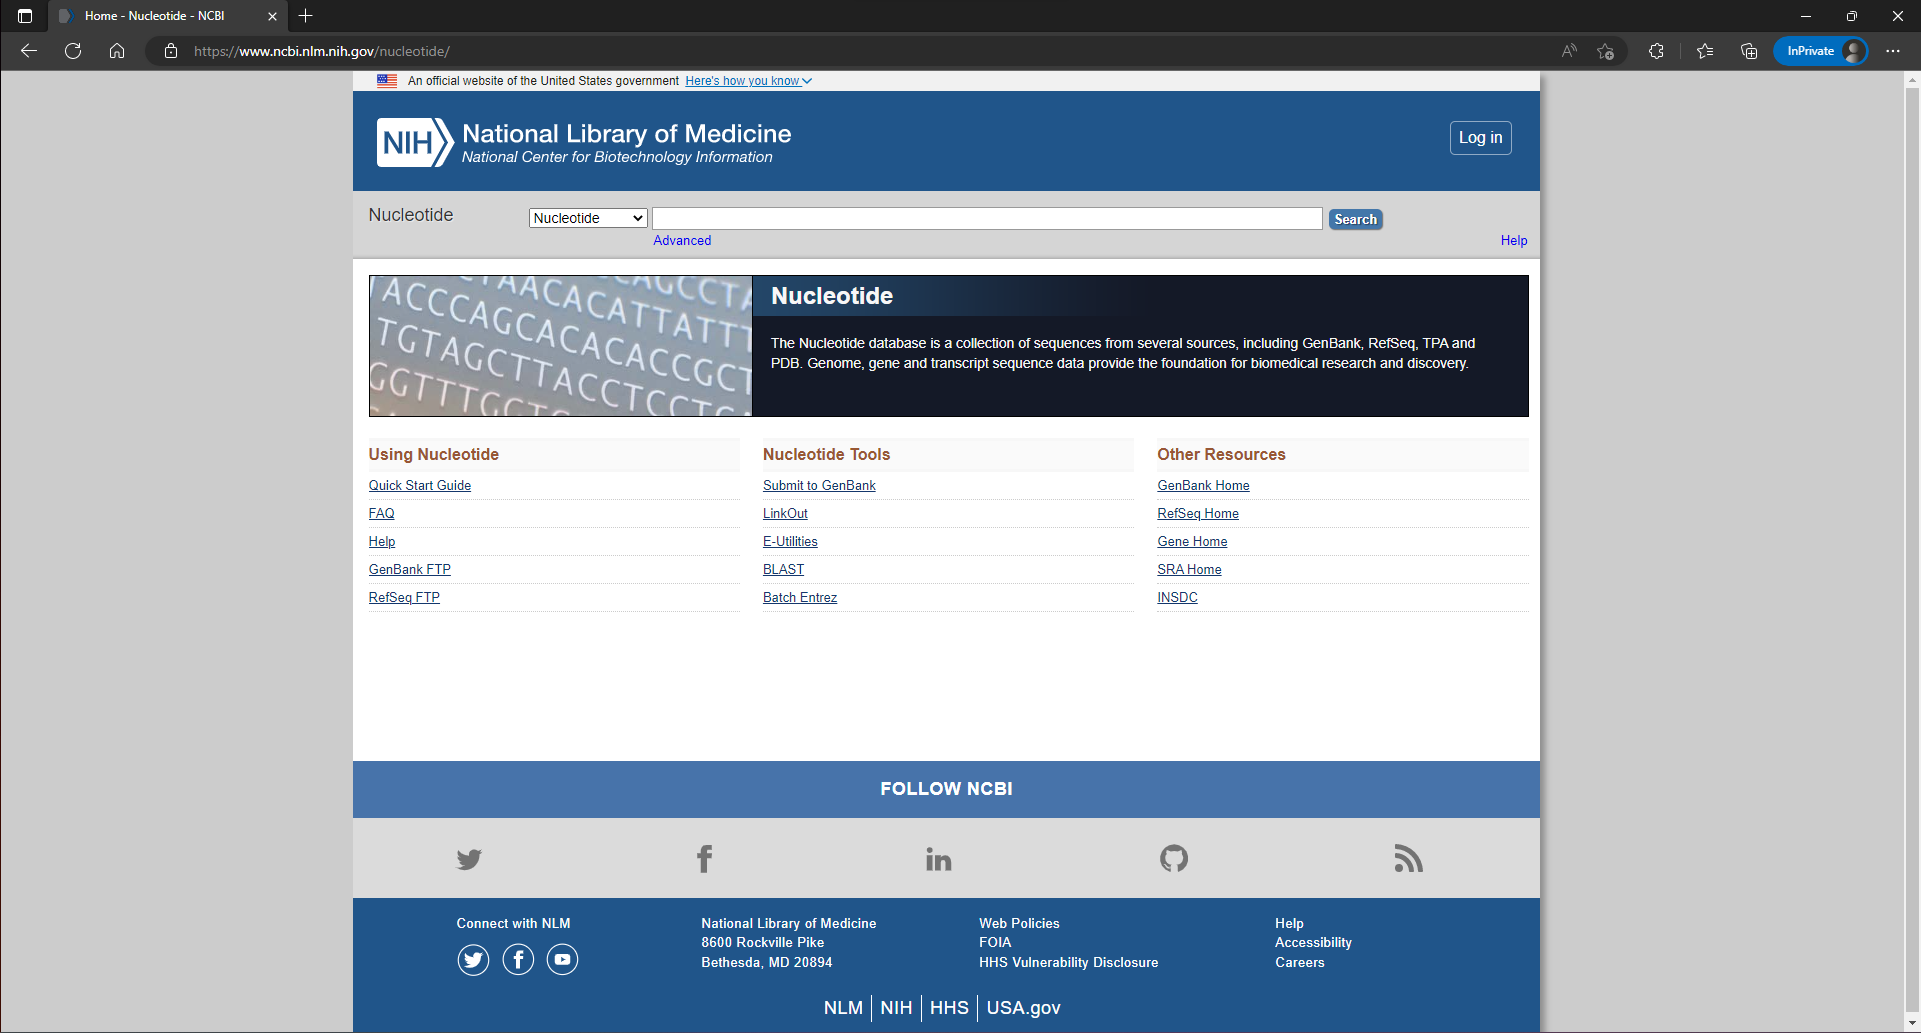 Home - Nucleotide - NCBI
https://www.ncbi.nlm.nih.gov/nucleotide/
InPrivate
An official website of the United States government Here's how you know
NIH National Library of Medicine
National Center for Biotechnology Information
Log in
Nucleotide
Nucleotide
Search
Advanced
Help
TAACACAT
CAGCCTA
ACCCAGCACATTATTT
TGTAGCTTACCTCCTC
GGTTTGC
Nucleotide
The Nucleotide database is a collection of sequences from several sources, including GenBank, RefSeq, TPA and
PDB. Genome, gene and transcript sequence data provide the foundation for biomedical research and discovery.
Using Nucleotide
Quick Start Guide
FAQ
Help
GenBank FTP
RefSeq FTP
Nucleotide Tools
Submit to GenBank
LinkOut
E-Utilities
BLAST
Batch Entrez
Other Resources
GenBank Home
RefSeq Home
Gene Home
SRA Home
INSDC
FOLLOW NCBI
Connect with NLM
National Library of Medicine
8600 Rockville Pike
Bethesda, MD 20894
Web Policies
FOIA
HHS Vulnerability Disclosure
Help
Accessibility
Careers
NLM | NIH | HHS | USA.gov